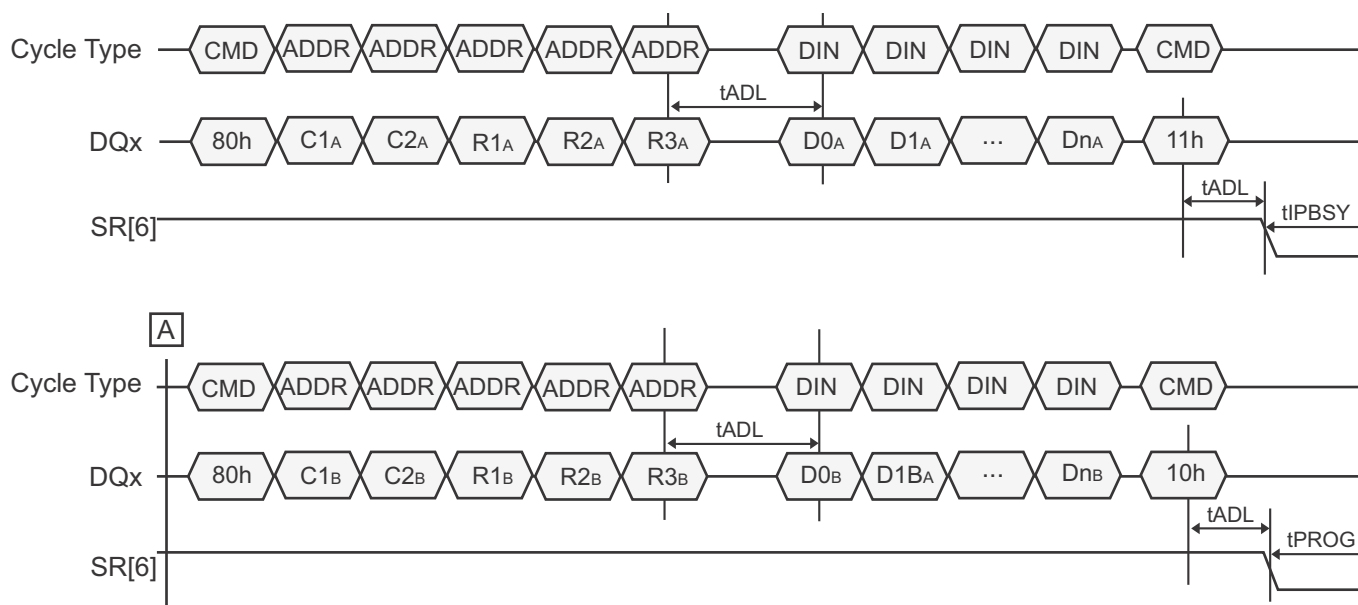 Cycle Type CMD ADDR ADDR ADDR ADDR ADDR DIN DIN DIN DIN CMD
tADL
DQx 80h C1A C2A R1A R2A R3A D0A D1A ... DnA 11h
tADL
SR[6] tIPBSY
A
Cycle Type CMD ADDR ADDR ADDR ADDR ADDR DIN DIN DIN DIN CMD
tADL
DQx 80h C1B C2B R1B R2B R3B D0B D1BA ... DnB 10h
tADL
SR[6] tPROG